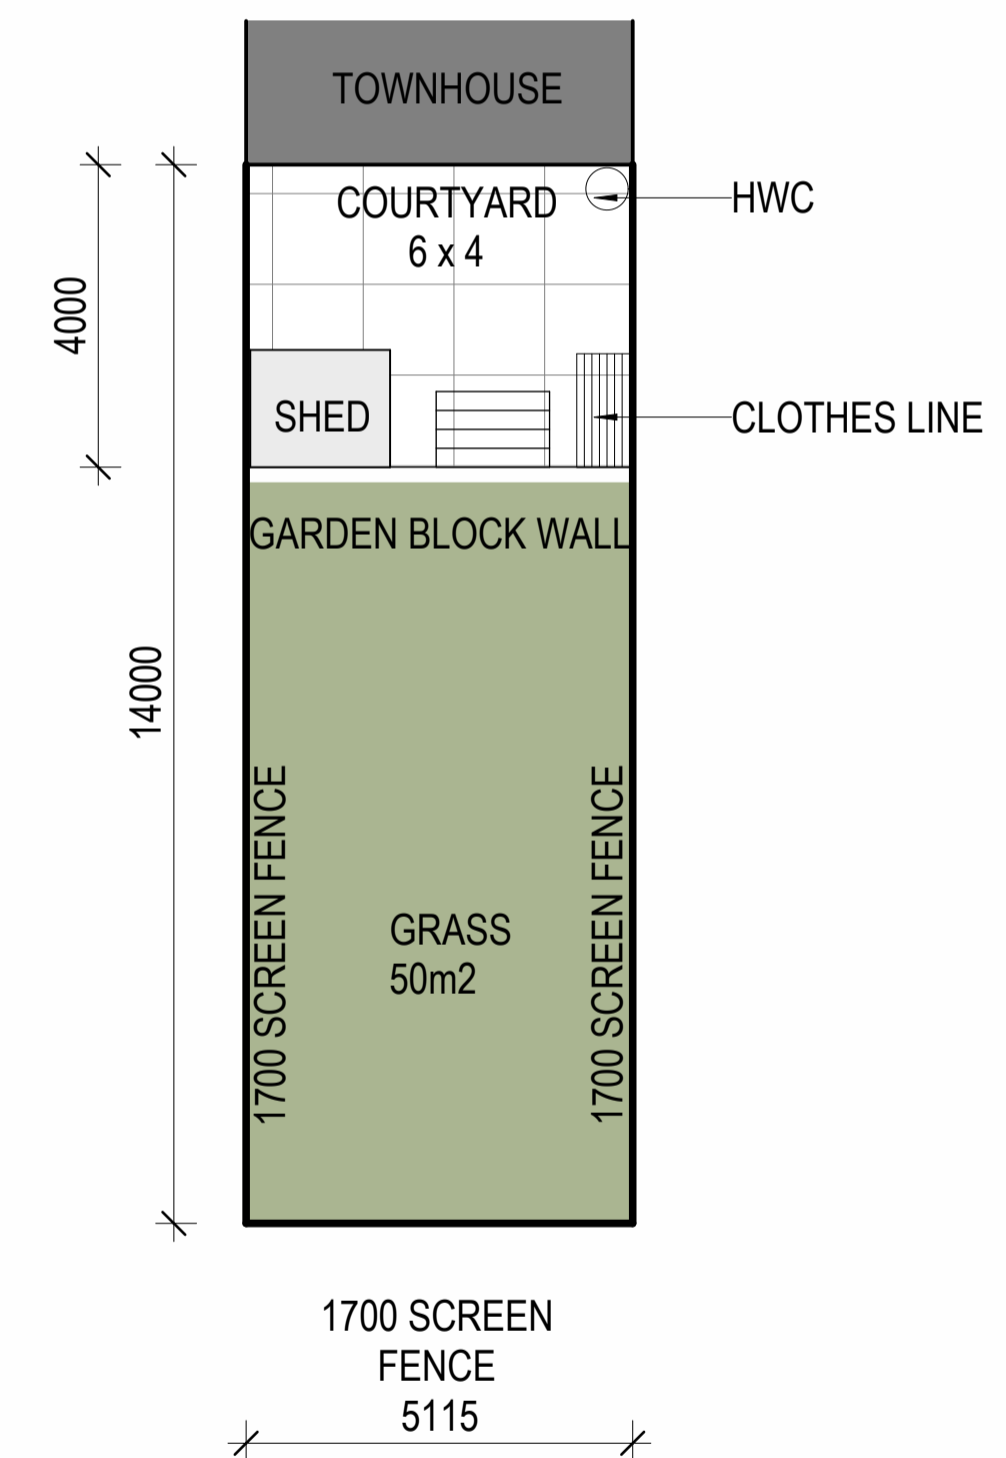 TOWNHOUSE
COURTYARD
6 x 4
HWC
4000
SHED
CLOTHES LINE
GARDEN BLOCK WALL
14000
1700 SCREEN FENCE
1700 SCREEN FENCE
GRASS
50m2
1700 SCREEN
FENCE
5115